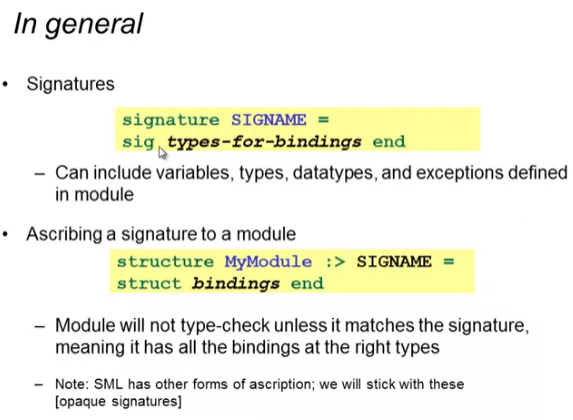 In general
• Signatures
signature SIGNAME =
sig types-for-bindings end
– Can include variables, types, datatypes, and exceptions defined
in module
• Ascribing a signature to a module
structure MyModule :> SIGNAME =
struct bindings end
– Module will not type-check unless it matches the signature,
meaning it has all the bindings at the right types
– Note: SML has other forms of ascription; we will stick with these
[opaque signatures]